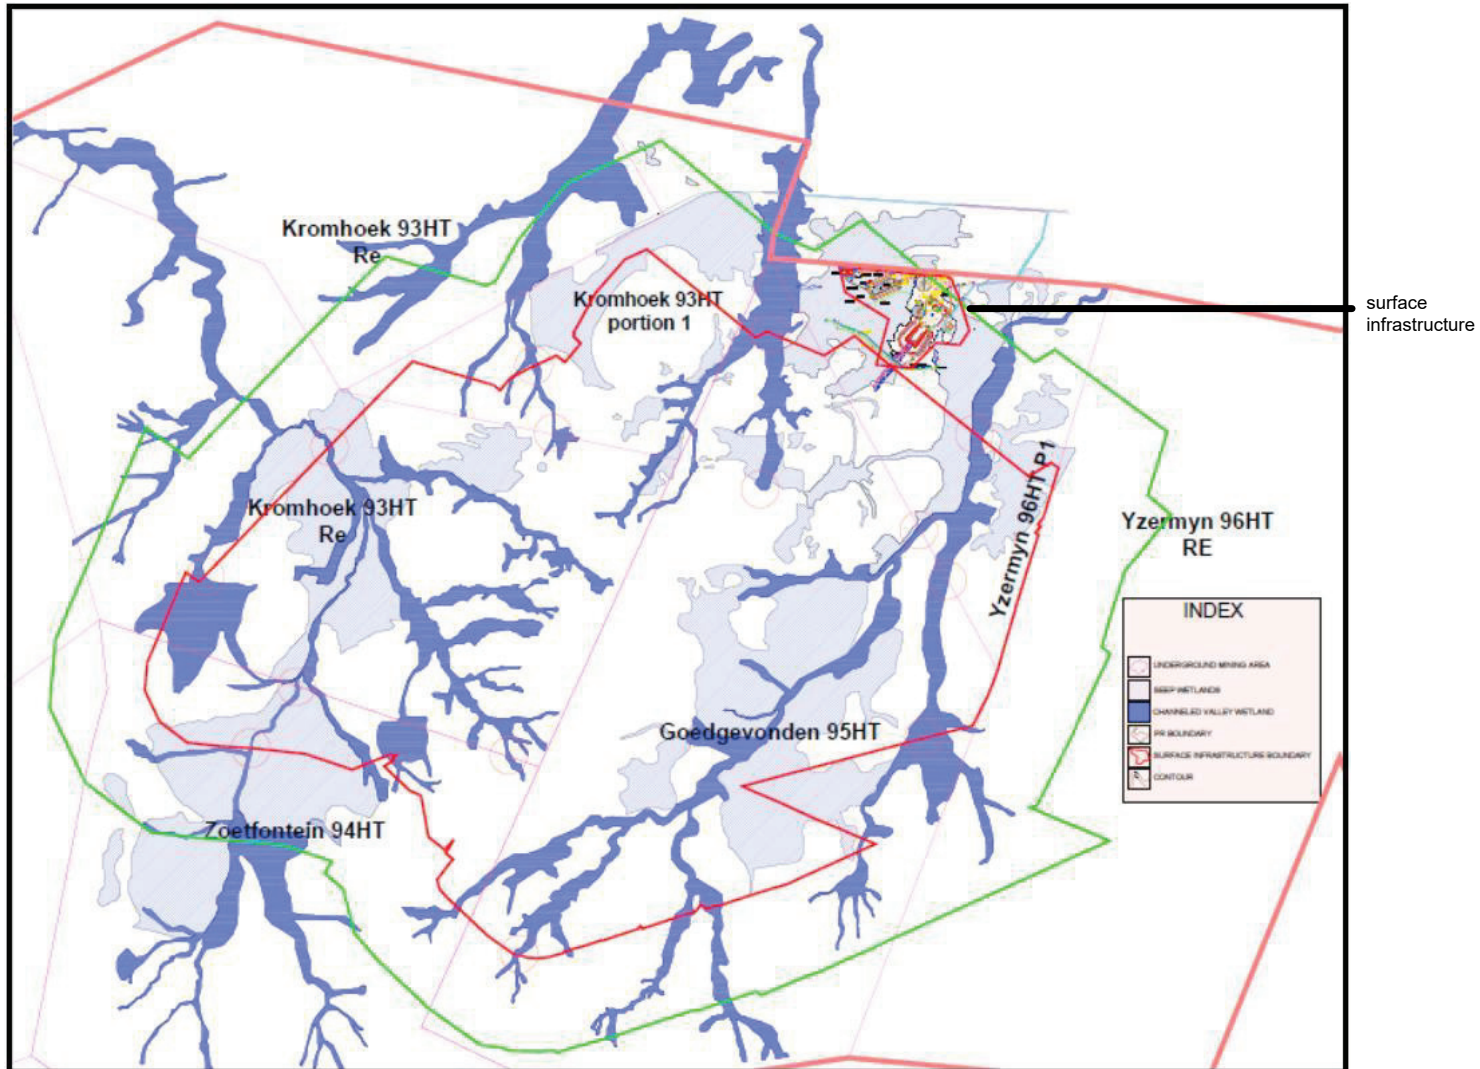 Kromhoek 93HT
Re
Kromhoek 93HT
portion 1
surface
infrastructure
Kromhoek 93HT
Re
Yzermyn 96HT P1
Yzermyn 96HT
RE
Goedgevonden 95HT
Zoetfontein 94HT
INDEX
UNDERGROUND MINING AREA
SEEP WETLANDS
CHANNELED VALLEY WETLAND
PR BOUNDARY
SURFACE INFRASTRUCTURE BOUNDARY
CONTOUR